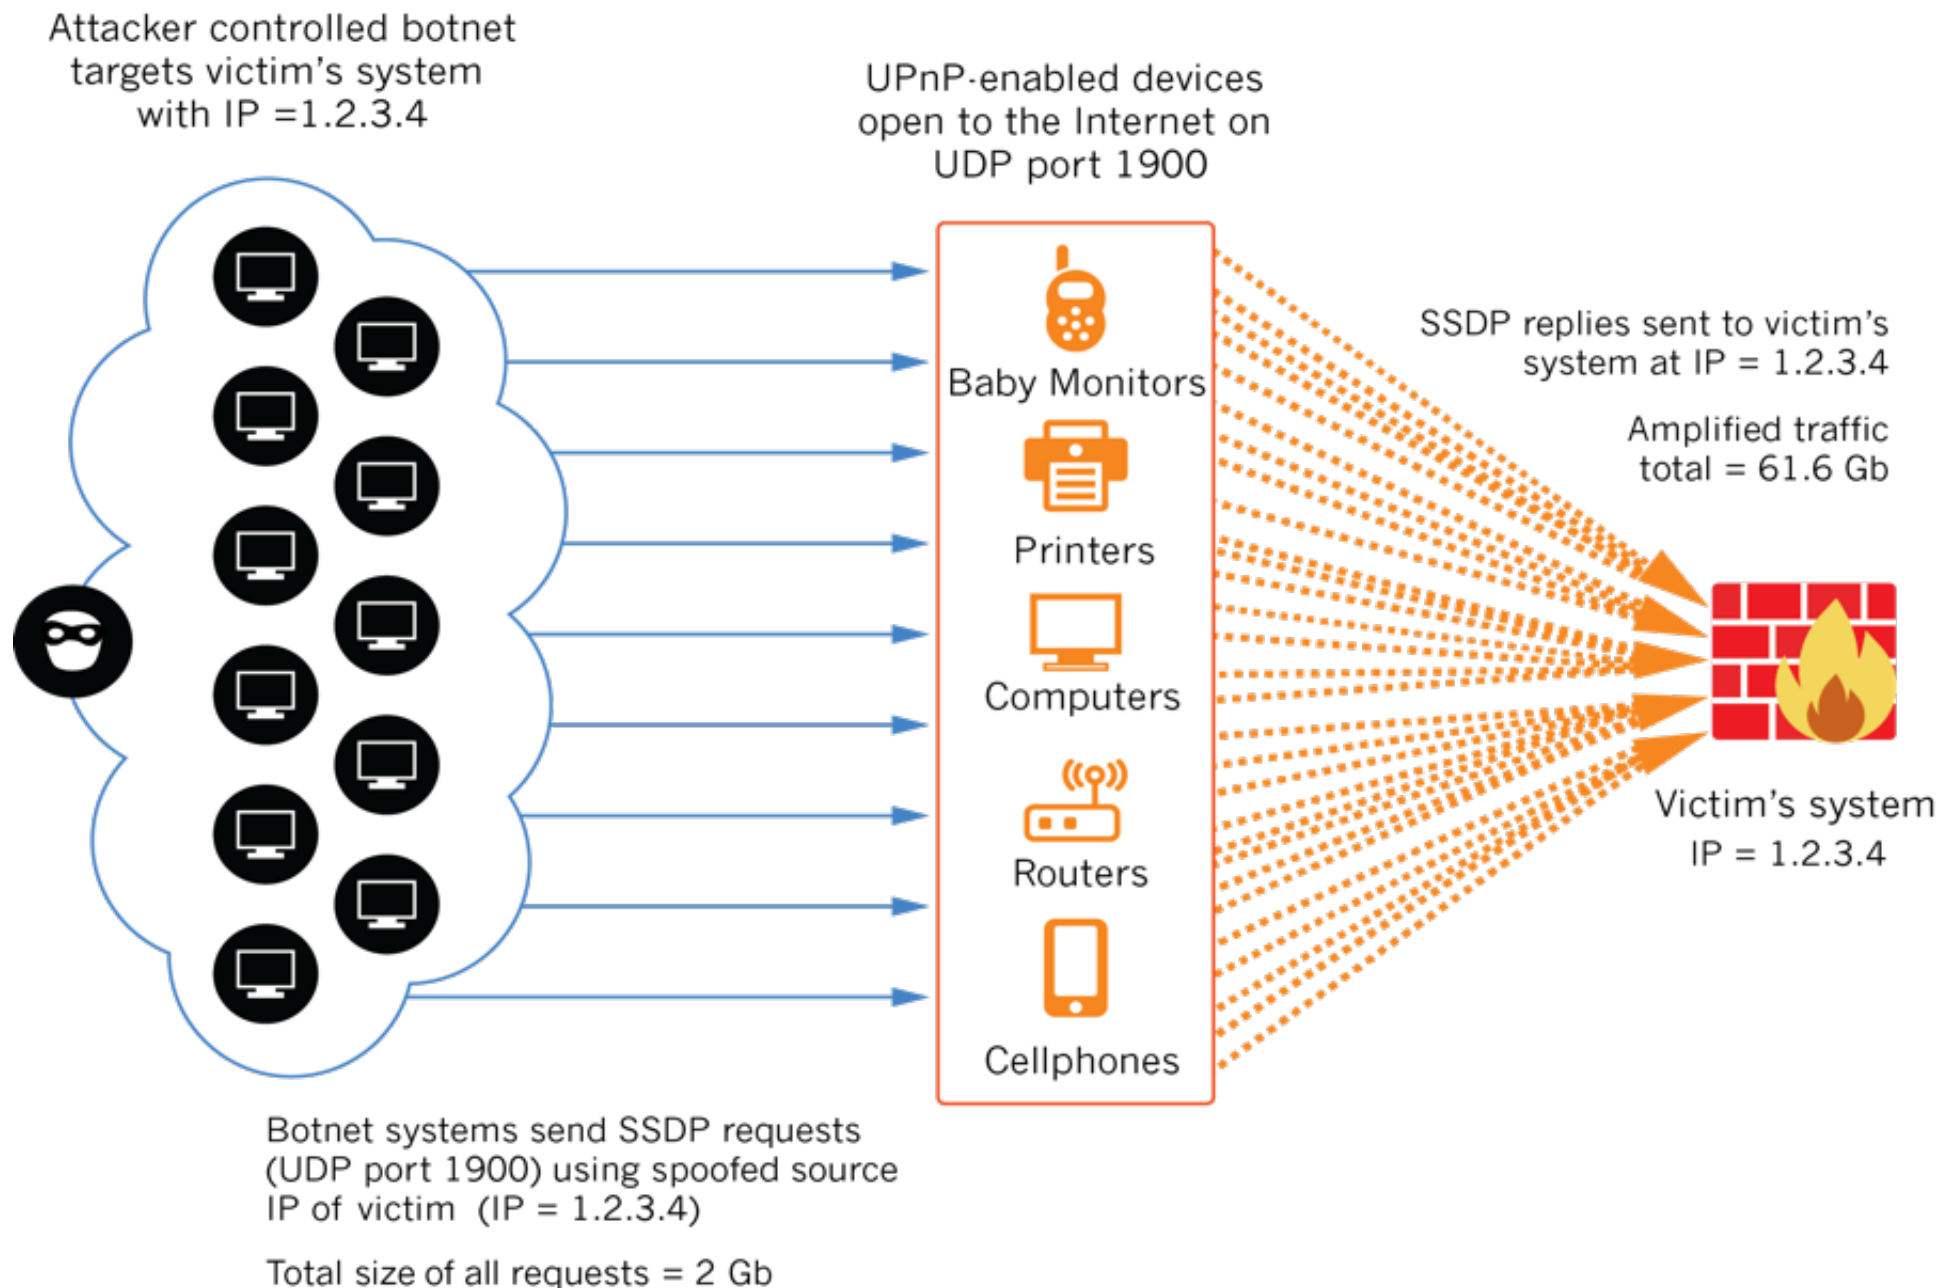 Attacker controlled botnet
targets victim's system
with IP =1.2.3.4
UPnP-enabled devices
open to the Internet on
UDP port 1900
Baby Monitors
Printers
Computers
Routers
Cellphones
SSDP replies sent to victim's
system at IP = 1.2.3.4
Amplified traffic
total = 61.6 Gb
Victim's system
IP = 1.2.3.4
Botnet systems send SSDP requests
(UDP port 1900) using spoofed source
IP of victim (IP = 1.2.3.4)
Total size of all requests = 2 Gb